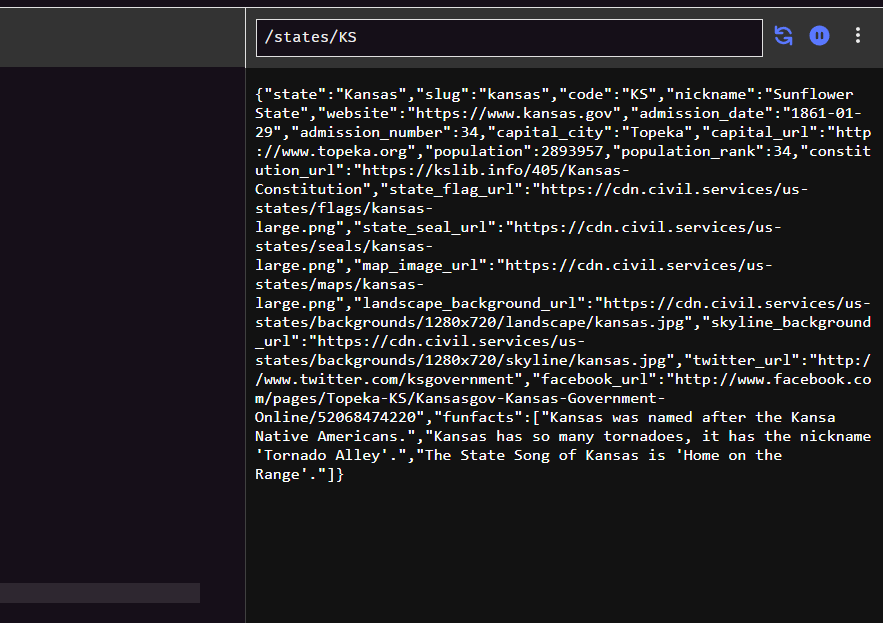 /states/KS
{"state":"Kansas","slug":"kansas","code":"KS","nickname":"Sunflower
State","website":"https://www.kansas.gov","admission_date":"1861-01-
29","admission_number":34,"capital_city":"Topeka","capital_url":"http
://www.topeka.org","population":2893957,"population_rank":34,"constit
ution_url":"https://kslib.info/405/Kansas-
Constitution","state_flag_url":"https://cdn.civil.services/us-
states/flags/kansas-
large.png","state_seal_url":"https://cdn.civil.services/us-
states/seals/kansas-
large.png","map_image_url":"https://cdn.civil.services/us-
states/maps/kansas-
large.png","landscape_background_url":"https://cdn.civil.services/us-
states/backgrounds/1280x720/landscape/kansas.jpg","skyline_background
_url":"https://cdn.civil.services/us-
states/backgrounds/1280x720/skyline/kansas.jpg","twitter_url":"http:/
/www.twitter.com/ksgovernment","facebook_url":"http://www.facebook.co
m/pages/Topeka-KS/Kansasgov-Kansas-Government-
Online/52068474220","funfacts":["Kansas was named after the Kansa
Native Americans.","Kansas has so many tornadoes, it has the nickname
'Tornado Alley'.","The State Song of Kansas is 'Home on the
Range'."]}